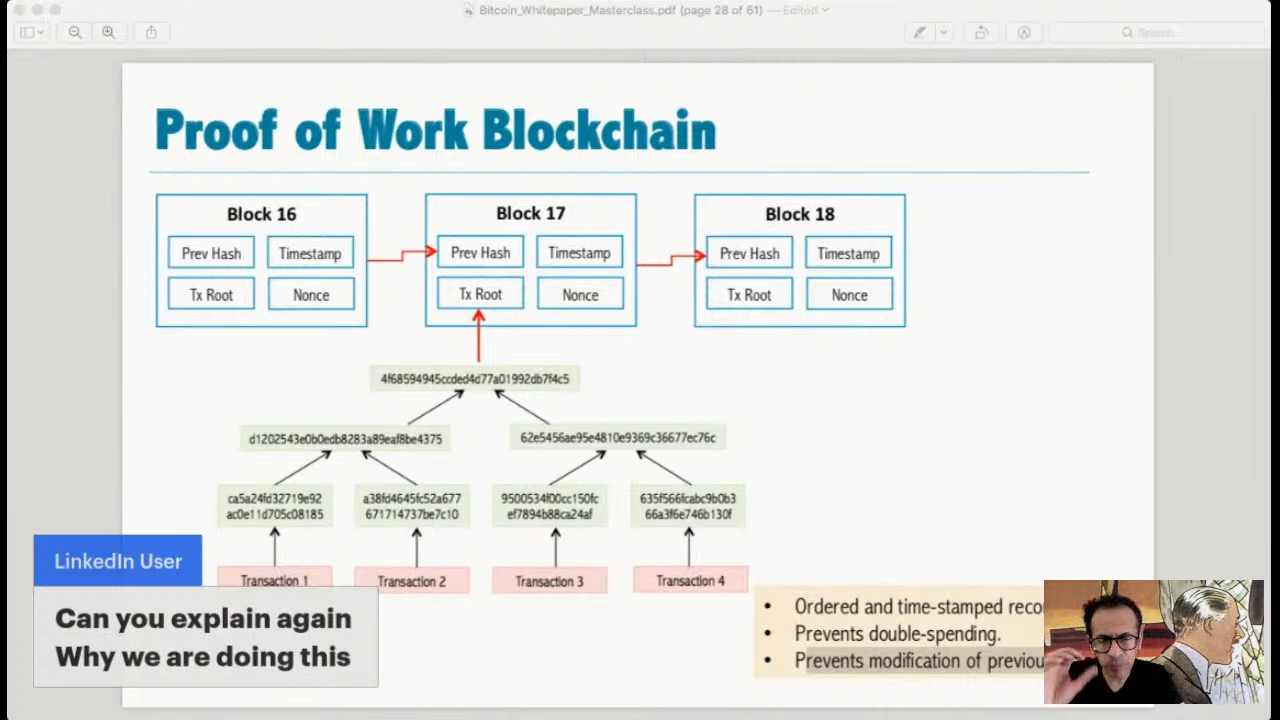 Bitcoin_Whitepaper_Masterclass.pdf (page 28 of 61) — Edited
Search
Proof of Work Blockchain
Block 16
Block 17
Block 18
Prev Hash
Timestamp
Prev Hash
Timestamp
Prev Hash
Timestamp
Tx Root
Nonce
Tx Root
Nonce
Tx Root
Nonce
4f68594945ccded4d77a01992db7f4c5
d1202543e0b0edb8283a89eaf8be4375
62e5456ae95e4810e9369c36677ec76c
ca5a24fd32719e92
ac0e11d705c08185
a38fd4645fc52a677
671714737be7c10
9500534f00cc150fc
ef7894b88ca24af
635f566fcabc9b0b3
66a3f6e746b130f
Transaction 1
Transaction 2
Transaction 3
Transaction 4
LinkedIn User
Can you explain again
Why we are doing this
• Ordered and time-stamped reco
• Prevents double-spending.
• Prevents modification of previou